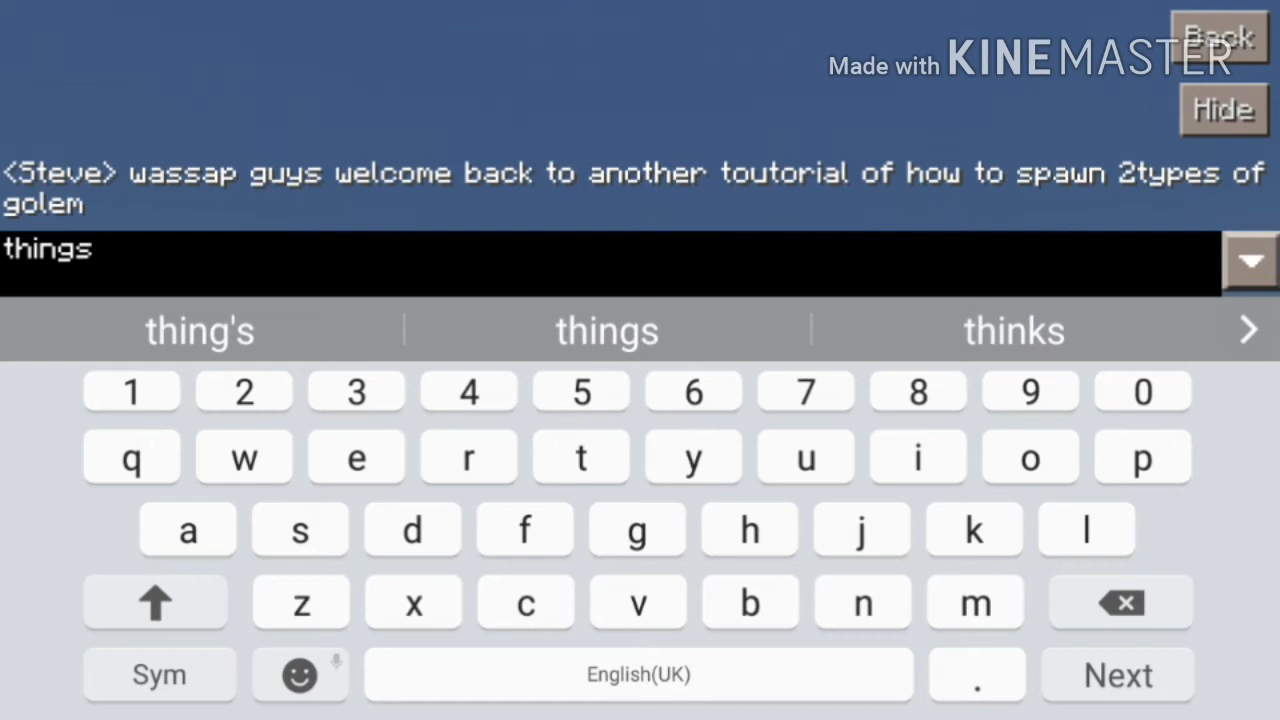 Back
Made with KINEMASTER
Hide
<Steve> wassap guys welcome back to another toutorial of how to spawn 2types of
golem
things
thing's things thinks
1 2 3 4 5 6 7 8 9 0
q w e r t y u i o p
a s d f g h j k l
z x c v b n m
Sym English(UK) . Next